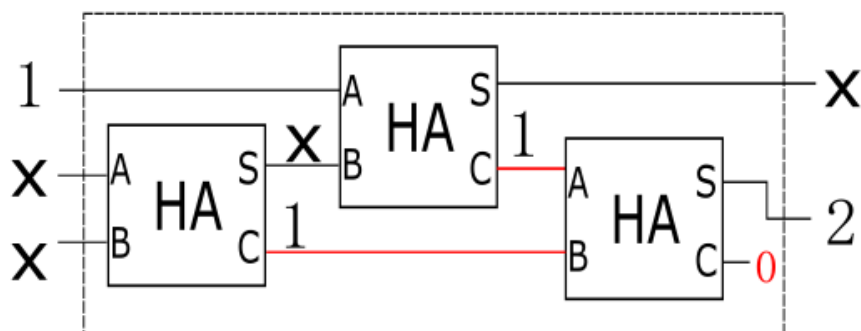 1 A HA S C 1 x
x A HA S C x B 1
x B A HA S C 2
B 0